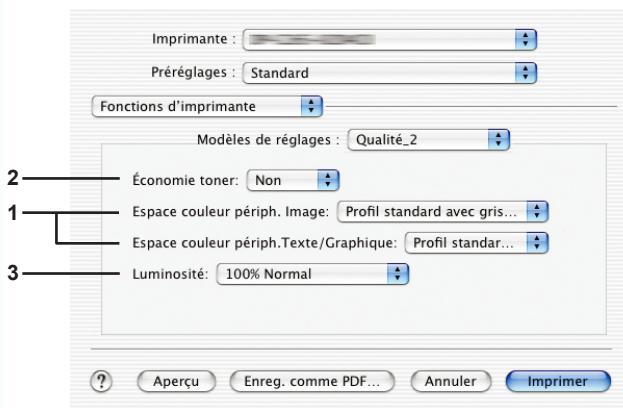 Imprimante :
Préréglages : Standard
Fonctions d'imprimante
Modèles de réglages : Qualité_2
2 Économie toner: Non
1 Espace couleur périph. Image: Profil standard avec gris...
Espace couleur périph.Texte/Graphique: Profil standar...
3 Luminosité: 100% Normal
? Aperçu Enreg. comme PDF... Annuler Imprimer